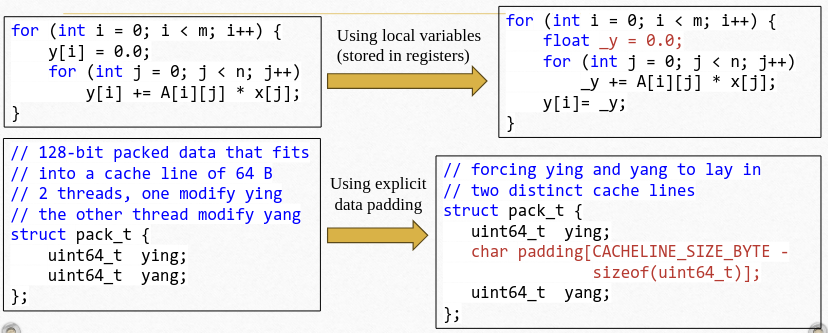 for (int i = 0; i < m; i++) {
    y[i] = 0.0;
    for (int j = 0; j < n; j++)
        y[i] += A[i][j] * x[j];
}
Using local variables
(stored in registers)
for (int i = 0; i < m; i++) {
    float _y = 0.0;
    for (int j = 0; j < n; j++)
        _y += A[i][j] * x[j];
    y[i]= _y;
}
// 128-bit packed data that fits
// into a cache line of 64 B
// 2 threads, one modify ying
// the other thread modify yang
struct pack_t {
    uint64_t  ying;
    uint64_t  yang;
};
Using explicit
data padding
// forcing ying and yang to lay in
// two distinct cache lines
struct pack_t {
   uint64_t  ying;
   char padding[CACHELINE_SIZE_BYTE -
                sizeof(uint64_t)];
   uint64_t  yang;
};